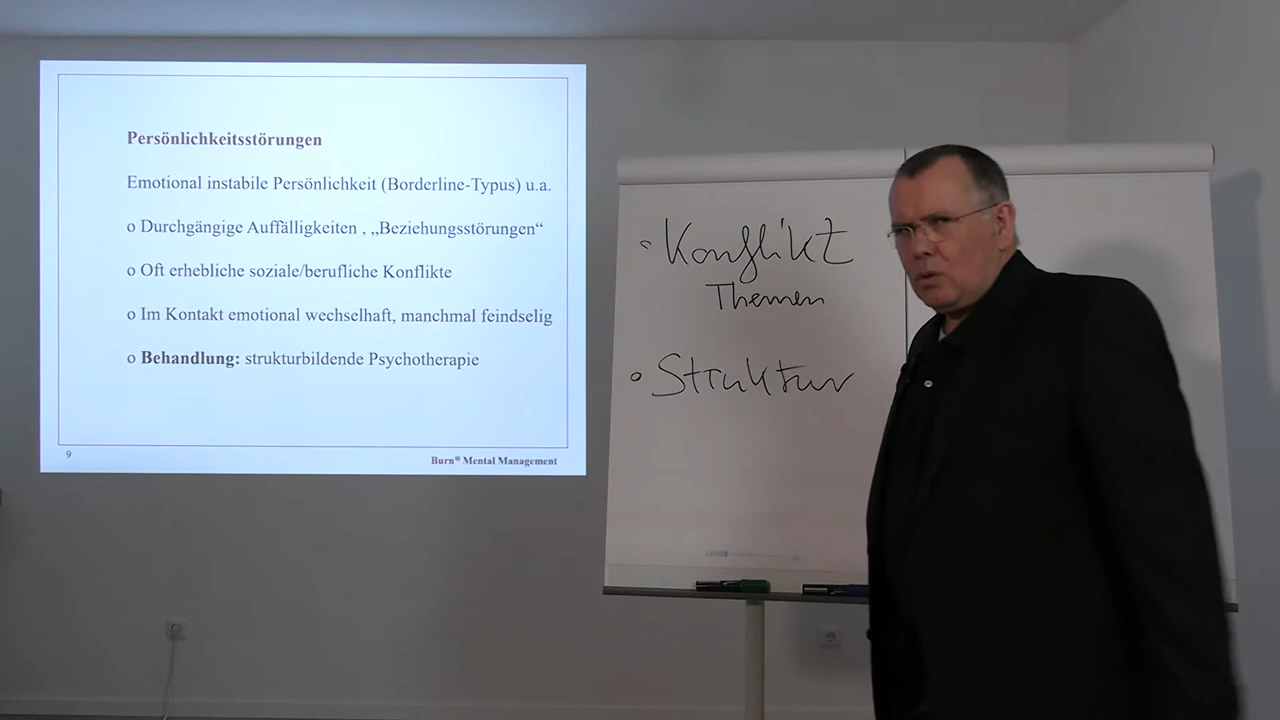 Persönlichkeitsstörungen
Emotional instabile Persönlichkeit (Borderline-Typus) u.a.
o Durchgängige Auffälligkeiten , „Beziehungsstörungen“
o Oft erhebliche soziale/berufliche Konflikte
o Im Kontakt emotional wechselhaft, manchmal feindselig
o Behandlung: strukturbildende Psychotherapie
9
Burn® Mental Management
• Konflikt
Themen
• Struktur